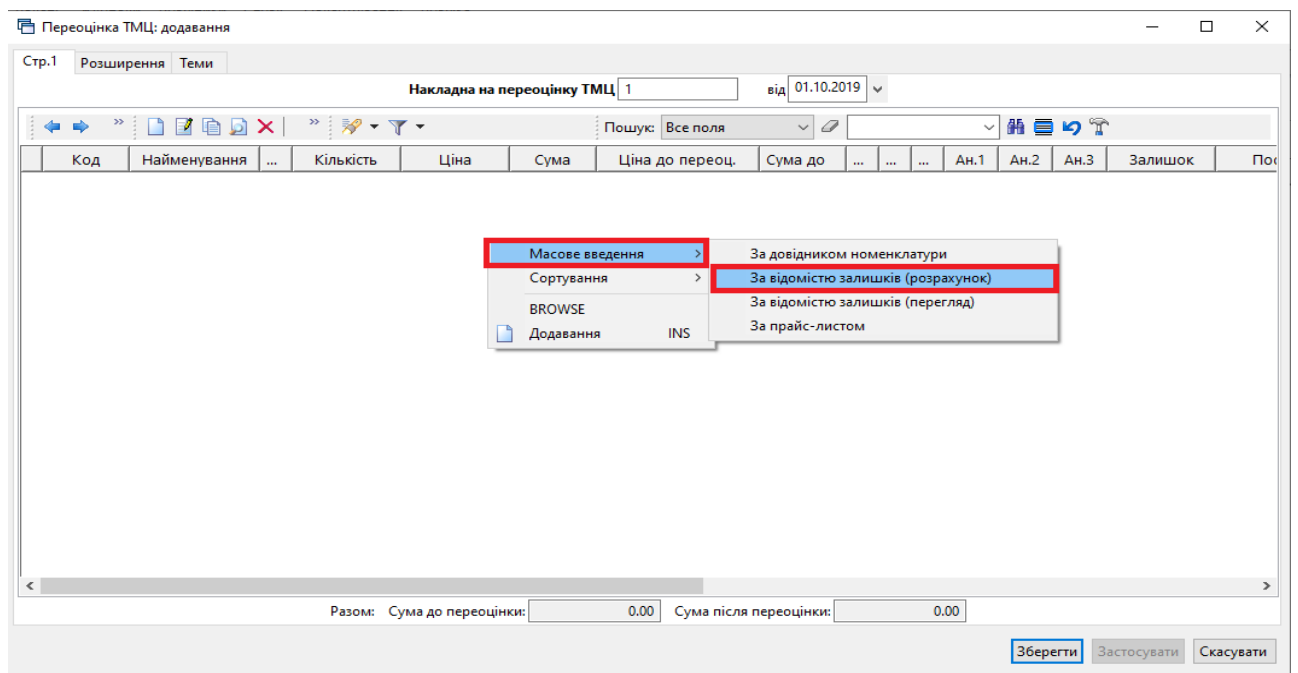 Переоцінка ТМЦ: додавання
Стр.1 Розширення Теми
Накладна на переоцінку ТМЦ 1 від 01.10.2019
Пошук: Все поля
Код Найменування ... Кількість Ціна Сума Ціна до переоц. Сума до ... ... ... Ан.1 Ан.2 Ан.3 Залишок Пос
Масове введення >
Сортування >
BROWSE
Додавання INS
За довідником номенклатури
За відомістю залишків (розрахунок)
За відомістю залишків (перегляд)
За прайс-листом
Разом: Сума до переоцінки: 0.00 Сума після переоцінки: 0.00
Зберегти Застосувати Скасувати